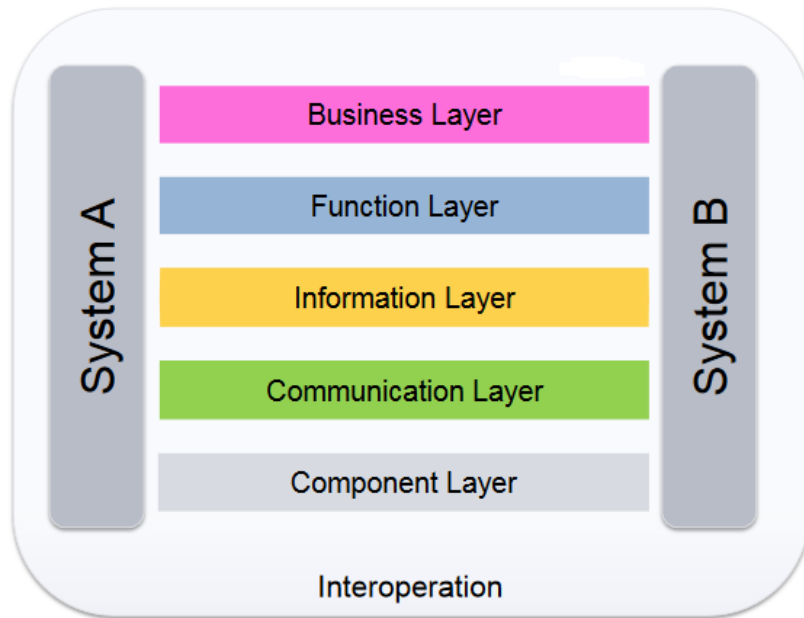 System A
Business Layer
Function Layer
Information Layer
Communication Layer
Component Layer
System B
Interoperation